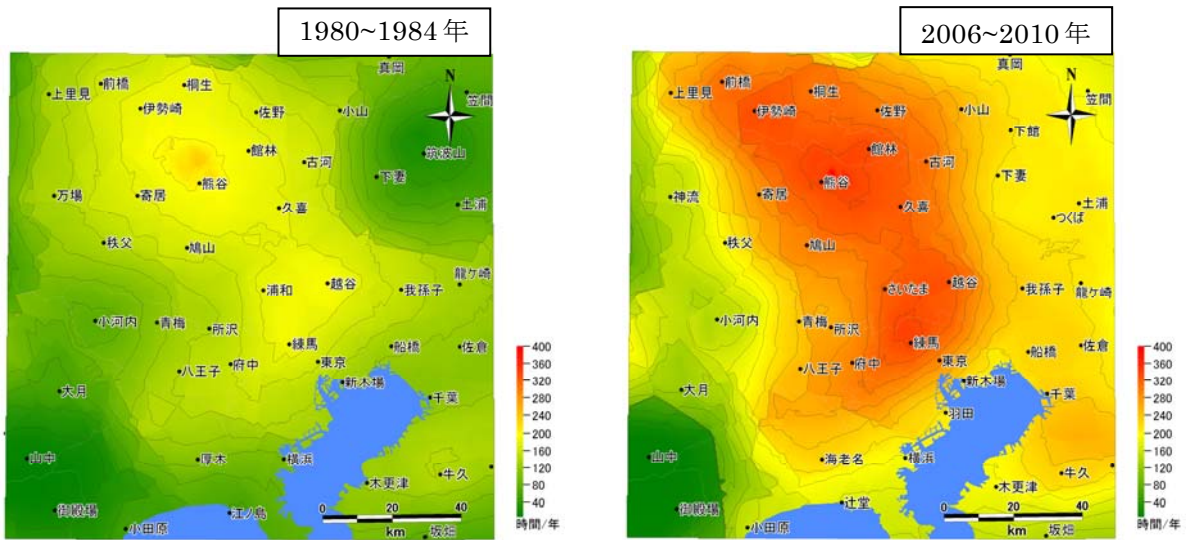 1980~1984年
真岡
前橋
桐生
N
上里見
伊勢崎
佐野
小山
笠間
館林
古河
筑波山
熊谷
下妻
万場
寄居
久喜
土浦
秩父
鳩山
龍ケ崎
浦和
越谷
我孫子
小河内
青梅
所沢
練馬
船橋
佐倉
八王子
府中
東京
新木場
大月
千葉
山中
厚木
横浜
牛久
木更津
御殿場
江ノ島
小田原
0 20 40
km
坂畑
400
360
320
280
240
200
160
120
80
40
時間/年
2006~2010年
真岡
前橋
桐生
N
上里見
伊勢崎
佐野
小山
笠間
下館
館林
古河
熊谷
下妻
神流
寄居
久喜
土浦
つくば
秩父
鳩山
さいたま
越谷
我孫子
龍ケ崎
小河内
青梅
所沢
練馬
船橋
佐倉
八王子
府中
東京
新木場
大月
千葉
羽田
山中
海老名
横浜
牛久
木更津
御殿場
辻堂
小田原
0 20 40
km
坂畑
400
360
320
280
240
200
160
120
80
40
時間/年